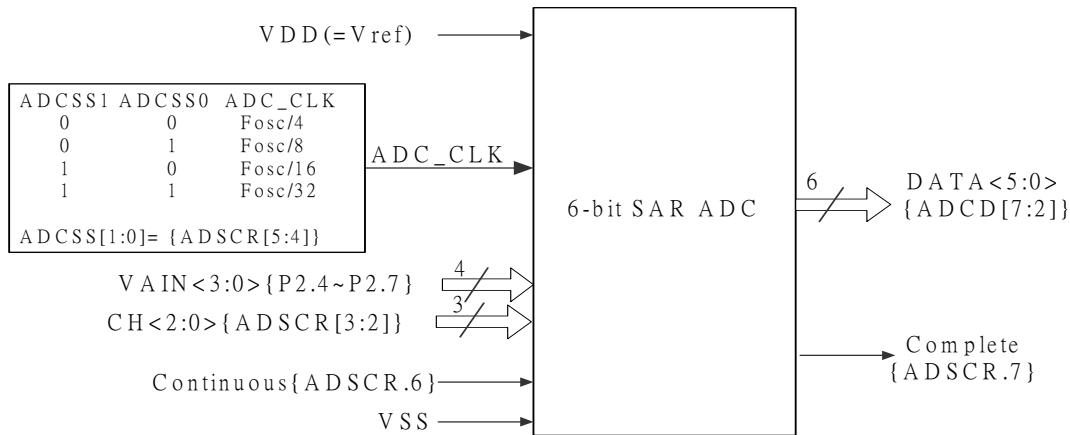 VDD(=Vref)
ADCSS1 ADCSS0 ADC_CLK
0 0 Fosc/4
0 1 Fosc/8
1 0 Fosc/16
1 1 Fosc/32
ADCSS[1:0]= {ADSCR[5:4]}
ADC_CLK
6-bit SAR ADC
6
DATA<5:0>
{ADCD[7:2]}
VAIN<3:0>{P2.4~P2.7}
4
CH<2:0>{ADSCR[3:2]}
3
Complete
{ADSCR.7}
Continuous{ADSCR.6}
VSS